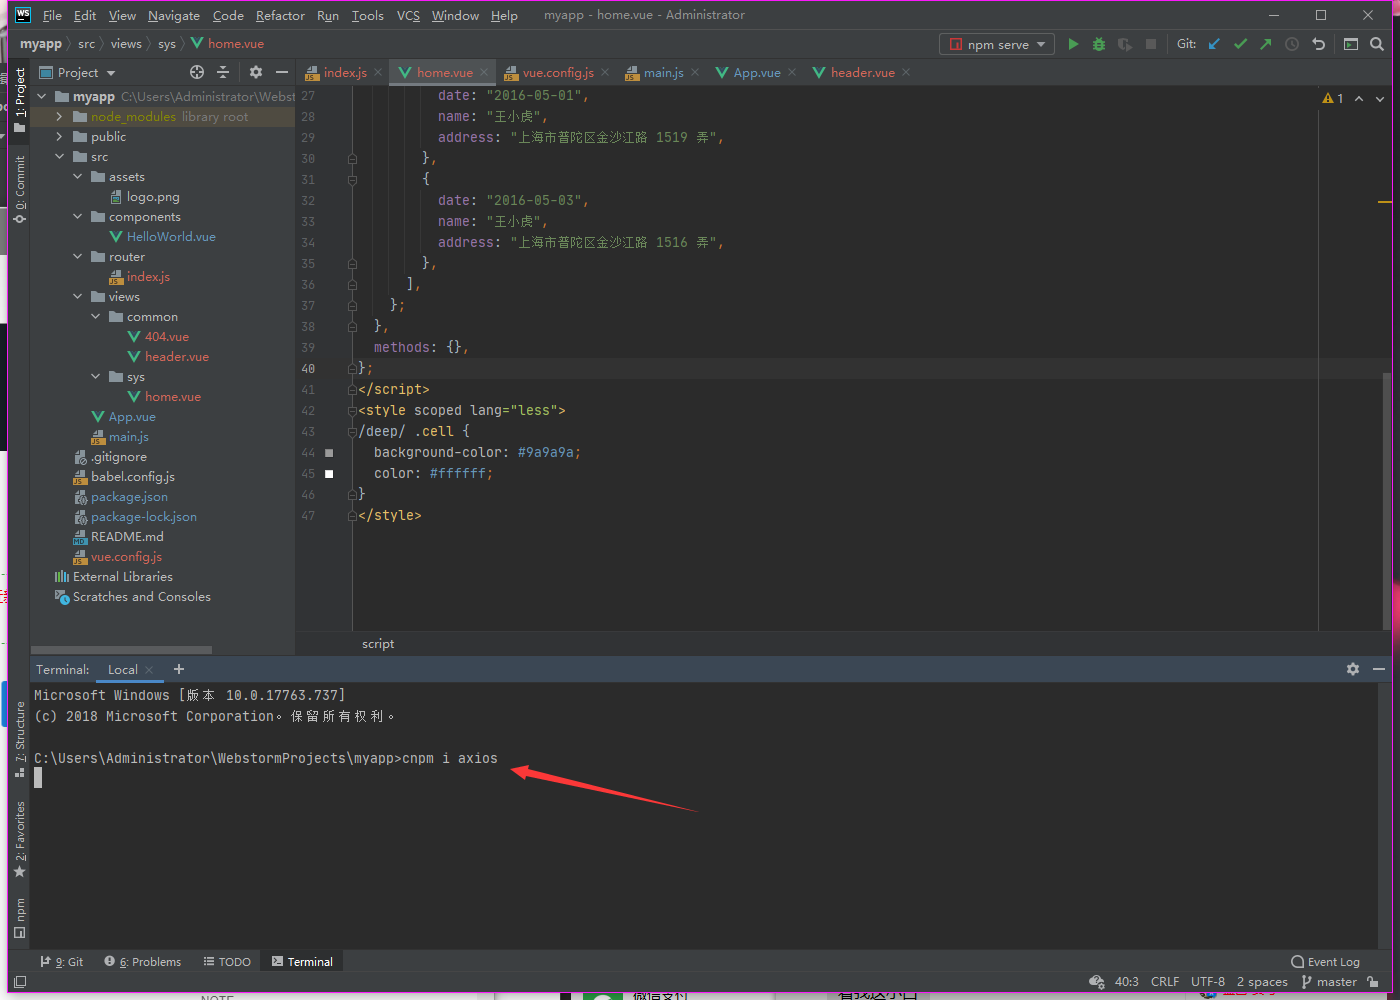 File Edit View Navigate Code Refactor Run Tools VCS Window Help myapp - home.vue - Administrator
myapp src views sys home.vue npm serve Git:
Project index.js home.vue vue.config.js main.js App.vue header.vue
1: Project
0: Commit
7: Structure
2: Favorites
npm
myapp C:\Users\Administrator\Webst
node_modules library root
public
src
assets
logo.png
components
HelloWorld.vue
router
index.js
views
common
404.vue
header.vue
sys
home.vue
App.vue
main.js
.gitignore
babel.config.js
package.json
package-lock.json
README.md
vue.config.js
External Libraries
Scratches and Consoles
1
27 date: "2016-05-01",
28 name: "王小虎",
29 address: "上海市普陀区金沙江路 1519 弄",
30 },
31 {
32 date: "2016-05-03",
33 name: "王小虎",
34 address: "上海市普陀区金沙江路 1516 弄",
35 },
36 ],
37 };
38 },
39 methods: {},
40 };
41 </script>
42 <style scoped lang="less">
43 /deep/ .cell {
44 background-color: #9a9a9a;
45 color: #ffffff;
46 }
47 </style>
script
Terminal: Local
Microsoft Windows [版本 10.0.17763.737]
(c) 2018 Microsoft Corporation。保留所有权利。
C:\Users\Administrator\WebstormProjects\myapp>cnpm i axios
9: Git 6: Problems TODO Terminal Event Log
40:3 CRLF UTF-8 2 spaces master